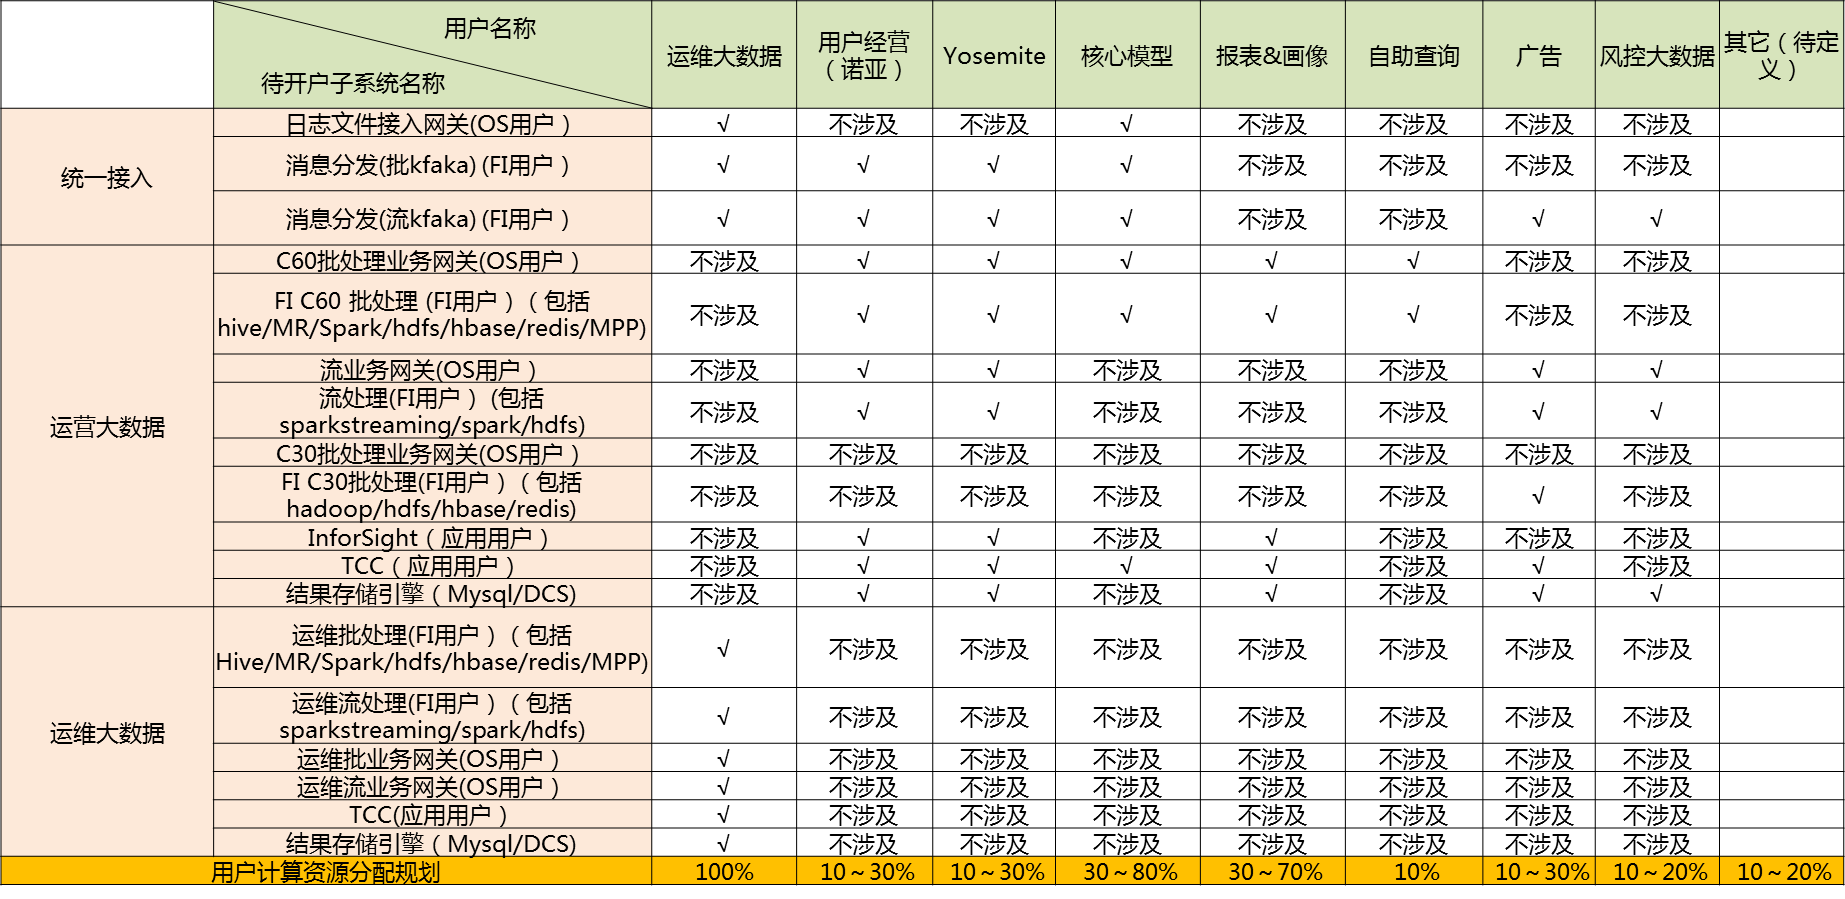 用户名称
待开户子系统名称
运维大数据
用户经营
（诺亚）
Yosemite
核心模型
报表&画像
自助查询
广告
风控大数据
其它（待定
义）
统一接入
日志文件接入网关(OS用户） √ 不涉及 不涉及 √ 不涉及 不涉及 不涉及 不涉及
消息分发(批kfaka) (FI用户） √ √ √ √ 不涉及 不涉及 不涉及 不涉及
消息分发(流kfaka) (FI用户） √ √ √ √ 不涉及 不涉及 √ √
运营大数据
C60批处理业务网关(OS用户） 不涉及 √ √ √ √ √ 不涉及 不涉及
FI C60 批处理 (FI用户）（包括
hive/MR/Spark/hdfs/hbase/redis/MPP) 不涉及 √ √ √ √ √ 不涉及 不涉及
流业务网关(OS用户） 不涉及 √ √ 不涉及 不涉及 不涉及 √ √
流处理(FI用户） (包括
sparkstreaming/spark/hdfs) 不涉及 √ √ 不涉及 不涉及 不涉及 √ √
C30批处理业务网关(OS用户） 不涉及 不涉及 不涉及 不涉及 不涉及 不涉及 不涉及 不涉及
FI C30批处理(FI用户）（包括
hadoop/hdfs/hbase/redis) 不涉及 不涉及 不涉及 不涉及 不涉及 不涉及 √ 不涉及
InforSight（应用用户） 不涉及 √ √ 不涉及 √ 不涉及 不涉及 不涉及
TCC（应用用户） 不涉及 √ √ √ √ 不涉及 √ 不涉及
结果存储引擎（Mysql/DCS) 不涉及 √ √ 不涉及 √ 不涉及 √ √
运维大数据
运维批处理(FI用户）（包括
Hive/MR/Spark/hdfs/hbase/redis/MPP) √ 不涉及 不涉及 不涉及 不涉及 不涉及 不涉及 不涉及
运维流处理(FI用户）（包括
sparkstreaming/spark/hdfs) √ 不涉及 不涉及 不涉及 不涉及 不涉及 不涉及 不涉及
运维批业务网关(OS用户） √ 不涉及 不涉及 不涉及 不涉及 不涉及 不涉及 不涉及
运维流业务网关(OS用户） √ 不涉及 不涉及 不涉及 不涉及 不涉及 不涉及 不涉及
TCC(应用用户） √ 不涉及 不涉及 不涉及 不涉及 不涉及 不涉及 不涉及
结果存储引擎（Mysql/DCS) √ 不涉及 不涉及 不涉及 不涉及 不涉及 不涉及 不涉及
用户计算资源分配规划 100% 10～30% 10～30% 30～80% 30～70% 10% 10～30% 10～20% 10～20%